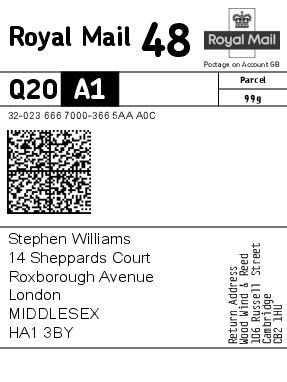 Royal Mail 48
Royal Mail
Postage on Account GB
Q20 A1
Parcel
99g
32-023 666 7000-366 5AA A0C
Stephen Williams
14 Sheppards Court
Roxborough Avenue
London
MIDDLESEX
HA1 3BY
Return Address
Wood Wind & Reed
106 Russell Street
Cambridge
CB2 1HU